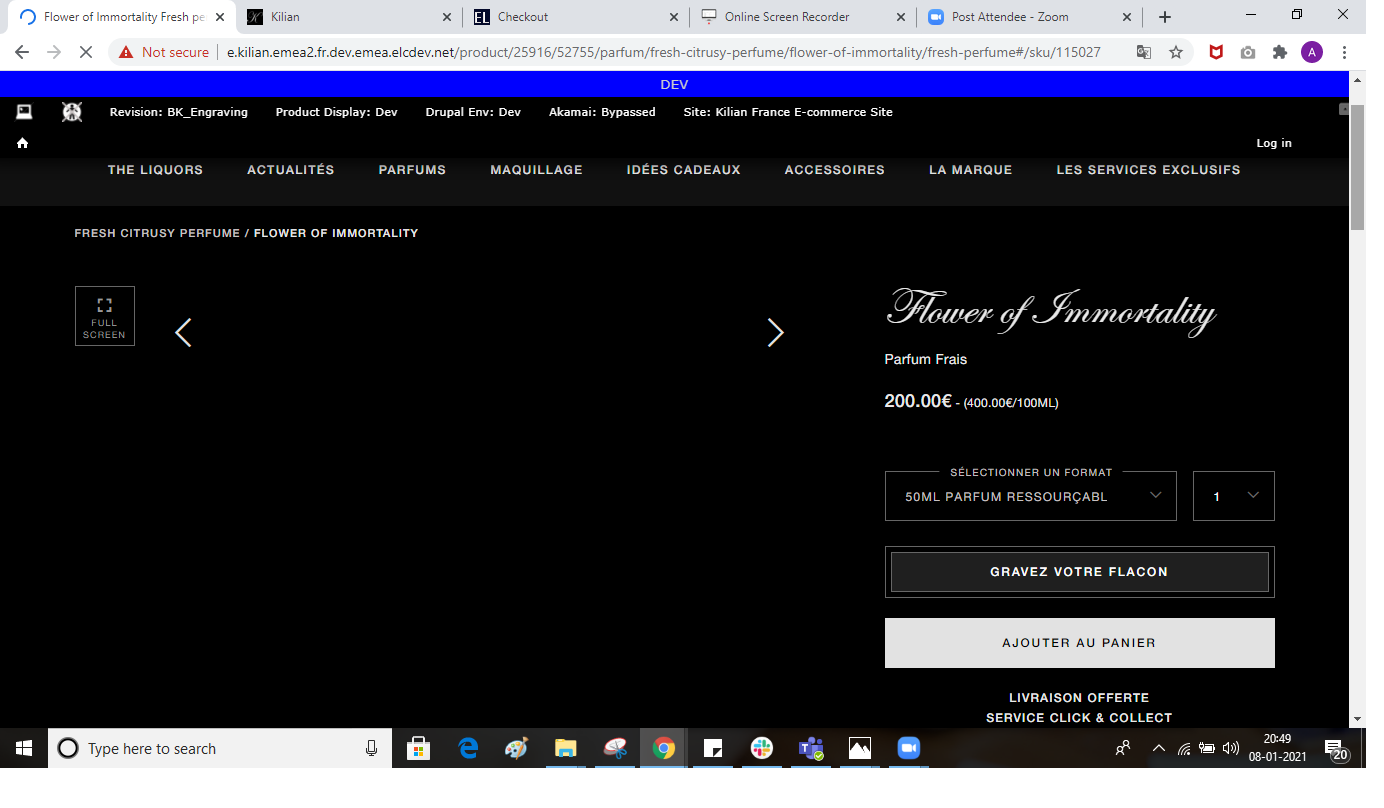 Flower of Immortality Fresh pe
Kilian
EL Checkout
Online Screen Recorder
Post Attendee - Zoom
Not secure
e.kilian.emea2.fr.dev.emea.elcdev.net/product/25916/52755/parfum/fresh-citrusy-perfume/flower-of-immortality/fresh-perfume#/sku/115027
A
DEV
Revision: BK_Engraving Product Display: Dev Drupal Env: Dev Akamai: Bypassed Site: Kilian France E-commerce Site
Log in
THE LIQUORS ACTUALITÉS PARFUMS MAQUILLAGE IDÉES CADEAUX ACCESSOIRES LA MARQUE LES SERVICES EXCLUSIFS
FRESH CITRUSY PERFUME / FLOWER OF IMMORTALITY
FULL
SCREEN
Flower of Immortality
Parfum Frais
200.00€ - (400.00€/100ML)
SÉLECTIONNER UN FORMAT
50ML PARFUM RESSOURÇABL
1
GRAVEZ VOTRE FLACON
AJOUTER AU PANIER
LIVRAISON OFFERTE
SERVICE CLICK & COLLECT
Type here to search
20:49
08-01-2021
20